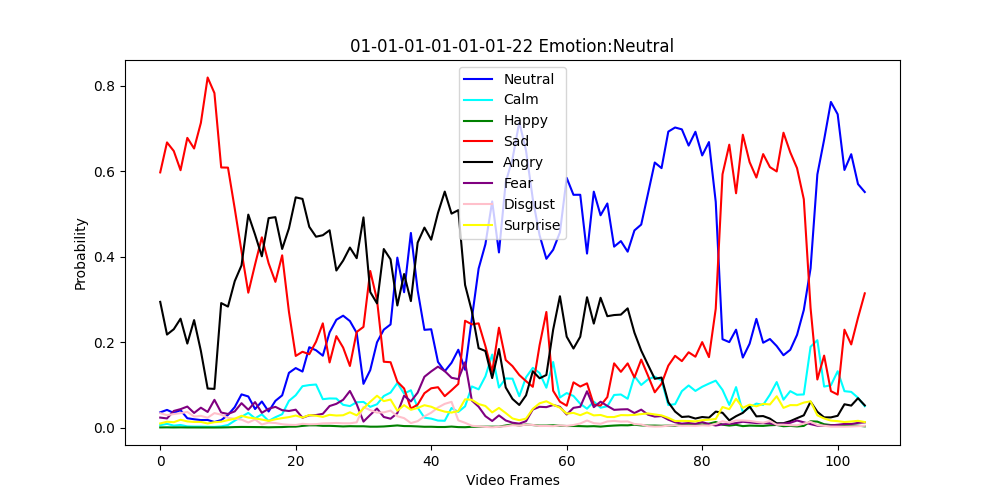 01-01-01-01-01-01-22 Emotion:Neutral
Neutral
Calm
Happy
Sad
Angry
Fear
Disgust
Surprise
Probability
0.8
0.6
0.4
0.2
0.0
0 20 40 60 80 100
Video Frames